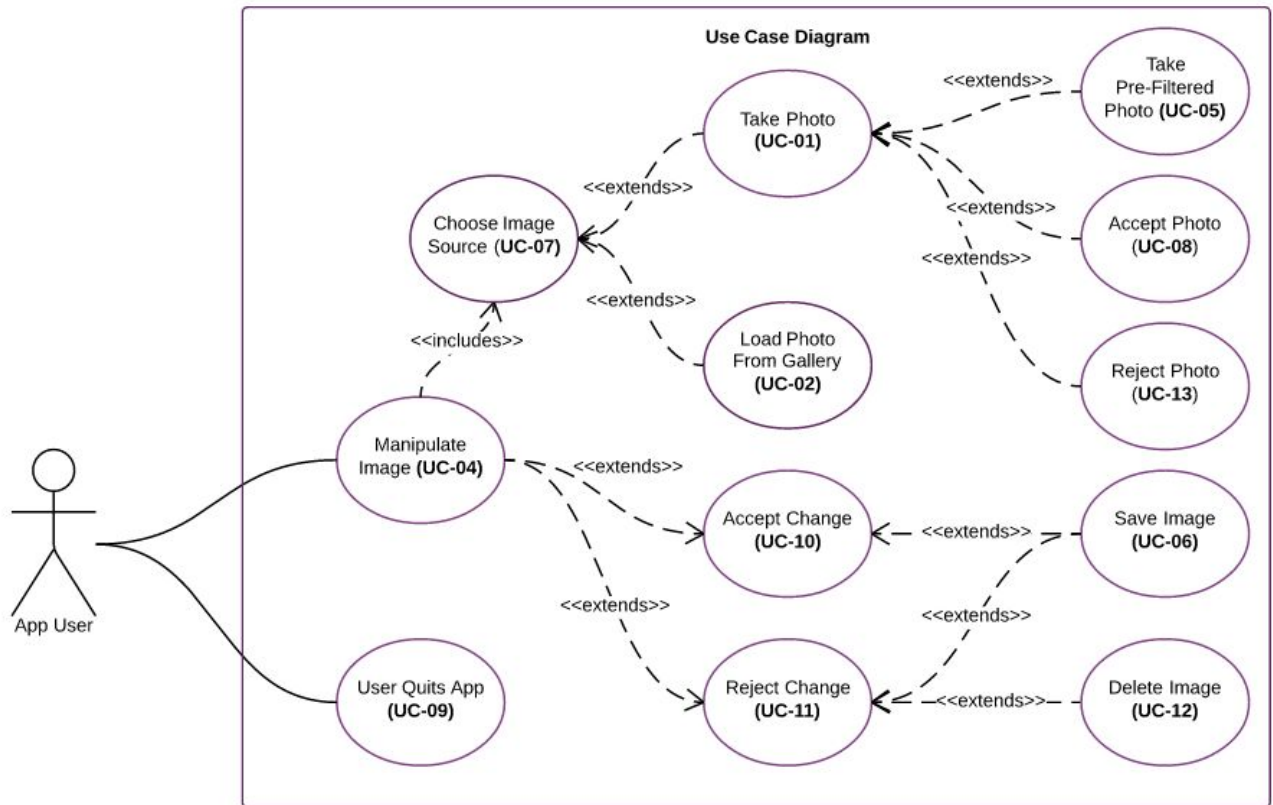 Use Case Diagram
Take
Pre-Filtered
Photo (UC-05)
<<extends>>
Take Photo
(UC-01)
<<extends>>
Choose Image
Source (UC-07)
<<extends>>
Accept Photo
(UC-08)
<<extends>>
<<extends>>
<<includes>>
Load Photo
From Gallery
(UC-02)
Reject Photo
(UC-13)
Manipulate
Image (UC-04)
<<extends>>
Accept Change
(UC-10)
<<extends>>
Save Image
(UC-06)
<<extends>>
<<extends>>
App User
User Quits App
(UC-09)
Reject Change
(UC-11)
<<extends>>
Delete Image
(UC-12)